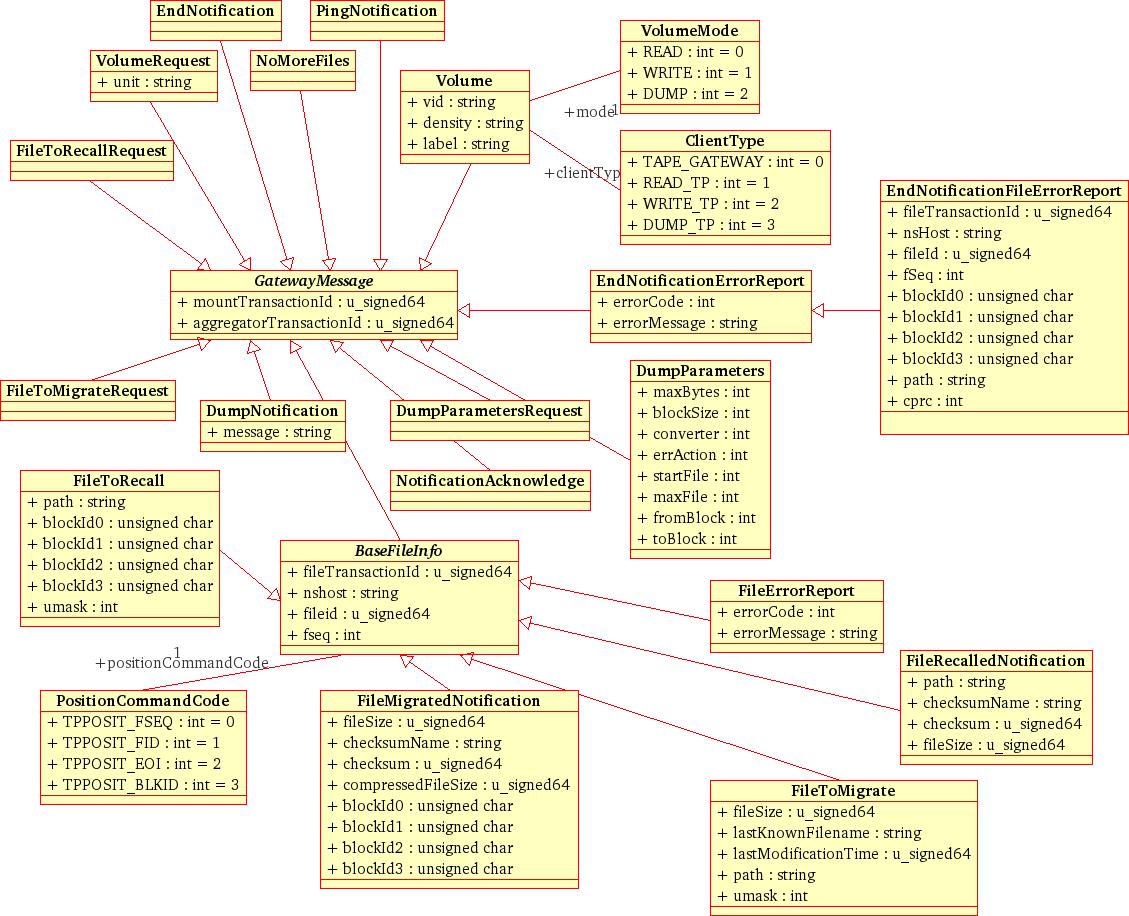 EndNotification
PingNotification
VolumeRequest
+ unit : string
NoMoreFiles
Volume
+ vid : string
+ density : string
+ label : string
VolumeMode
+ READ : int = 0
+ WRITE : int = 1
+ DUMP : int = 2
+mode
1
ClientType
+ TAPE_GATEWAY : int = 0
+ READ_TP : int = 1
+ WRITE_TP : int = 2
+ DUMP_TP : int = 3
+clientTyp
FileToRecallRequest
EndNotificationFileErrorReport
+ fileTransactionId : u_signed64
+ nsHost : string
+ fileId : u_signed64
+ fSeq : int
+ blockId0 : unsigned char
+ blockId1 : unsigned char
+ blockId2 : unsigned char
+ blockId3 : unsigned char
+ path : string
+ cprc : int
GatewayMessage
+ mountTransactionId : u_signed64
+ aggregatorTransactionId : u_signed64
EndNotificationErrorReport
+ errorCode : int
+ errorMessage : string
FileToMigrateRequest
DumpNotification
+ message : string
DumpParametersRequest
DumpParameters
+ maxBytes : int
+ blockSize : int
+ converter : int
+ errAction : int
+ startFile : int
+ maxFile : int
+ fromBlock : int
+ toBlock : int
NotificationAcknowledge
FileToRecall
+ path : string
+ blockId0 : unsigned char
+ blockId1 : unsigned char
+ blockId2 : unsigned char
+ blockId3 : unsigned char
+ umask : int
BaseFileInfo
+ fileTransactionId : u_signed64
+ nshost : string
+ fileid : u_signed64
+ fseq : int
FileErrorReport
+ errorCode : int
+ errorMessage : string
1
+positionCommandCode
FileRecalledNotification
+ path : string
+ checksumName : string
+ checksum : u_signed64
+ fileSize : u_signed64
PositionCommandCode
+ TPPOSIT_FSEQ : int = 0
+ TPPOSIT_FID : int = 1
+ TPPOSIT_EOI : int = 2
+ TPPOSIT_BLKID : int = 3
FileMigratedNotification
+ fileSize : u_signed64
+ checksumName : string
+ checksum : u_signed64
+ compressedFileSize : u_signed64
+ blockId0 : unsigned char
+ blockId1 : unsigned char
+ blockId2 : unsigned char
+ blockId3 : unsigned char
FileToMigrate
+ fileSize : u_signed64
+ lastKnownFilename : string
+ lastModificationTime : u_signed64
+ path : string
+ umask : int